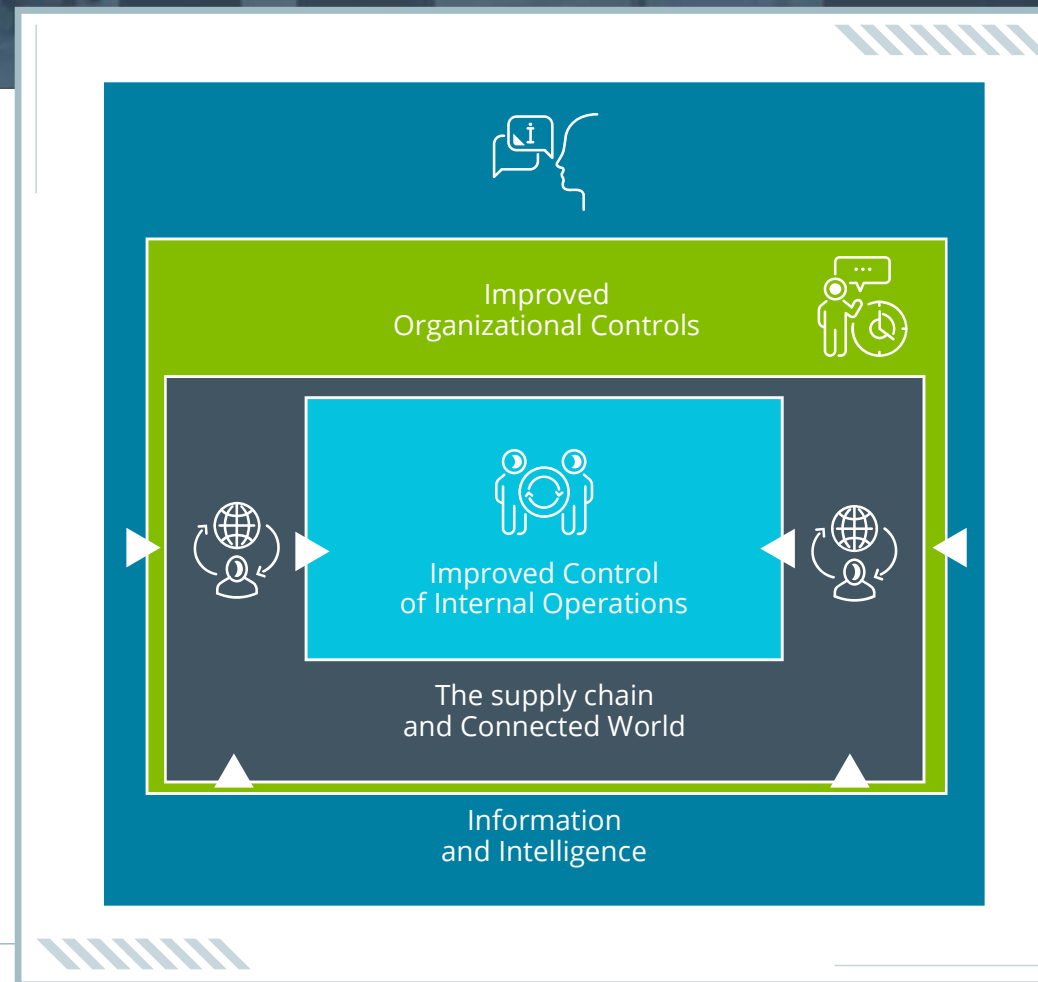 i
Improved
Organizational Controls
Improved Control
of Internal Operations
The supply chain
and Connected World
Information
and Intelligence